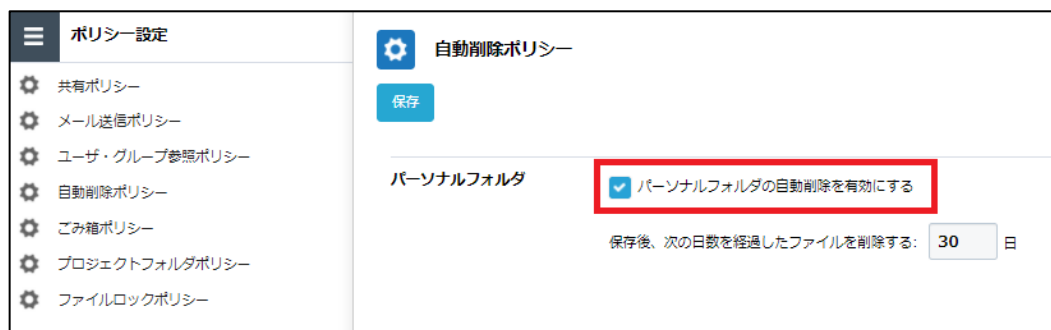 ポリシー設定
共有ポリシー
メール送信ポリシー
ユーザ・グループ参照ポリシー
自動削除ポリシー
ごみ箱ポリシー
プロジェクトフォルダポリシー
ファイルロックポリシー
自動削除ポリシー
保存
パーソナルフォルダ
パーソナルフォルダの自動削除を有効にする
保存後、次の日数を経過したファイルを削除する: 30 日